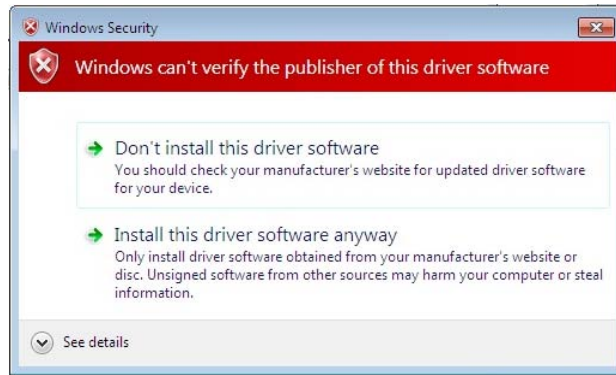 Windows Security
Windows can't verify the publisher of this driver software
Don't install this driver software
You should check your manufacturer's website for updated driver software
for your device.
Install this driver software anyway
Only install driver software obtained from your manufacturer's website or
disc. Unsigned software from other sources may harm your computer or steal
information.
See details